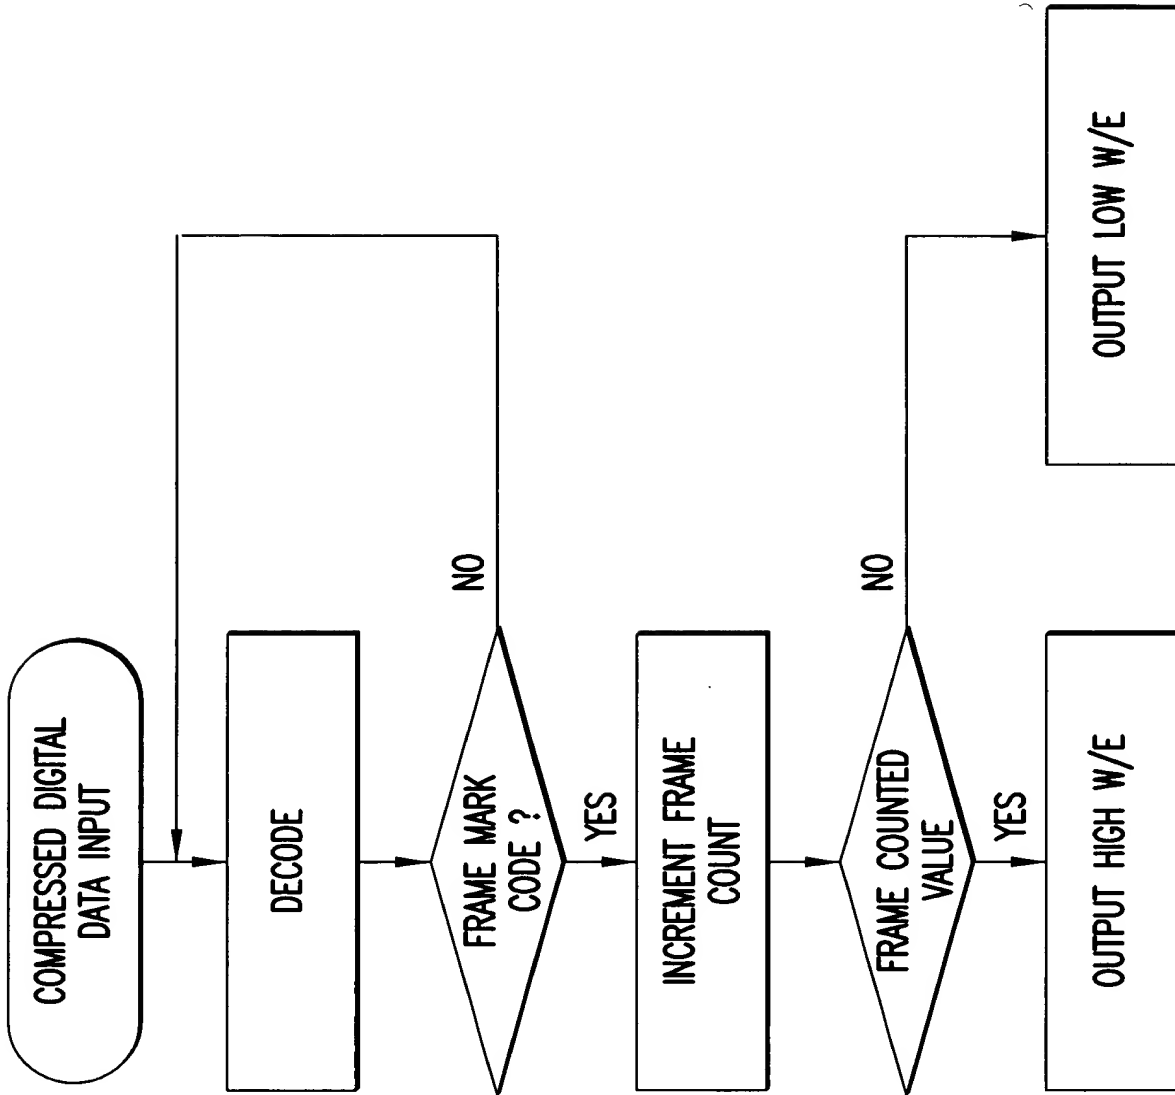 COMPRESSED DIGITAL
DATA INPUT
DECODE
FRAME MARK
CODE ?
NO
YES
INCREMENT FRAME
COUNT
FRAME COUNTED
VALUE
NO
YES
OUTPUT HIGH W/E
OUTPUT LOW W/E